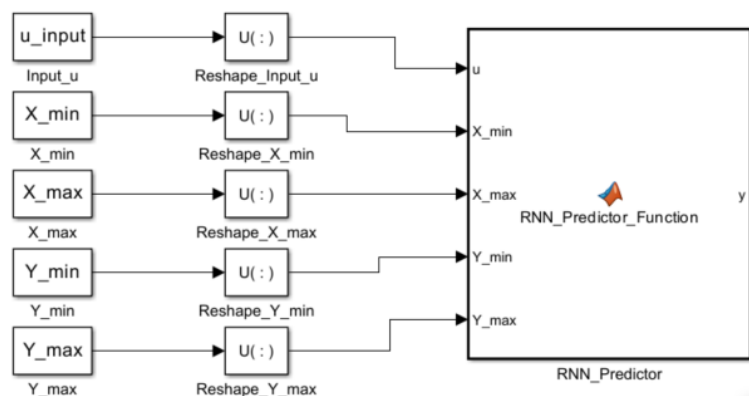 u_input
U( : )
Input_u
Reshape_Input_u
u
X_min
U( : )
X_min
Reshape_X_min
X_min
X_max
U( : )
X_max
Reshape_X_max
X_max
RNN_Predictor_Function
y
Y_min
U( : )
Y_min
Reshape_Y_min
Y_min
Y_max
U( : )
Y_max
Reshape_Y_max
Y_max
RNN_Predictor